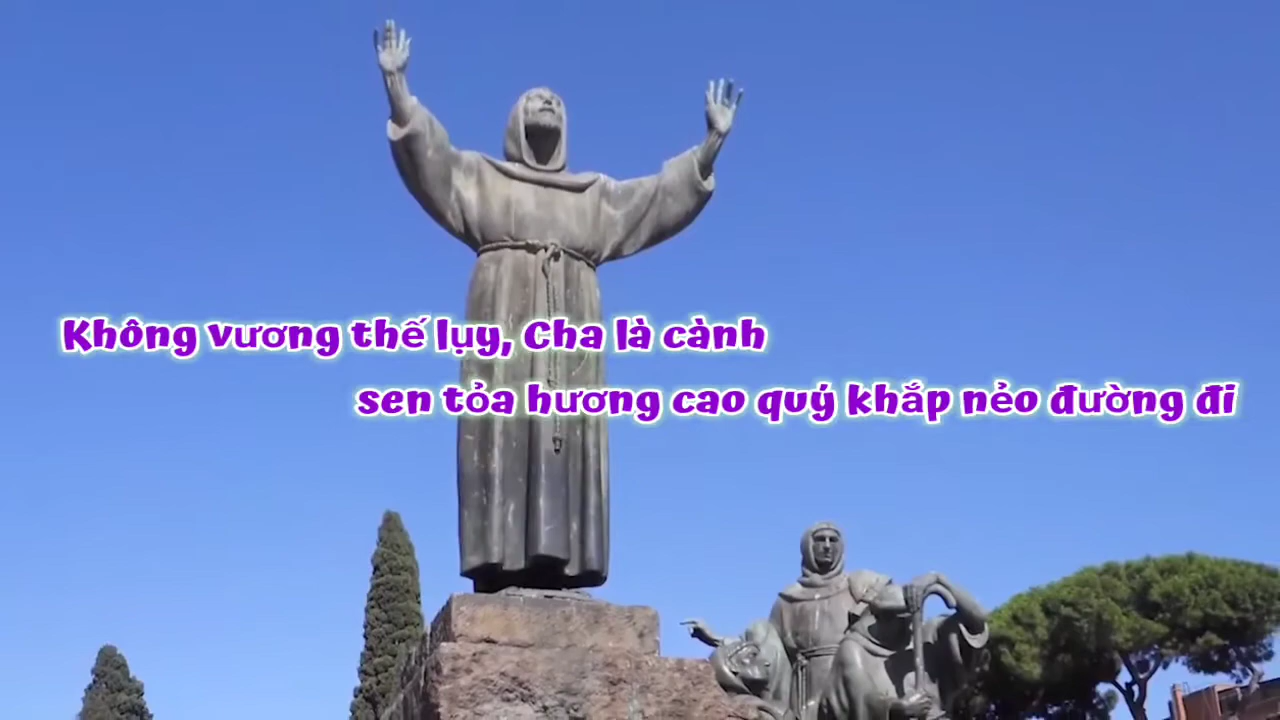 Không vương thế lụy, Cha là cành
sen tỏa hương cao quý khắp nẻo đường đi